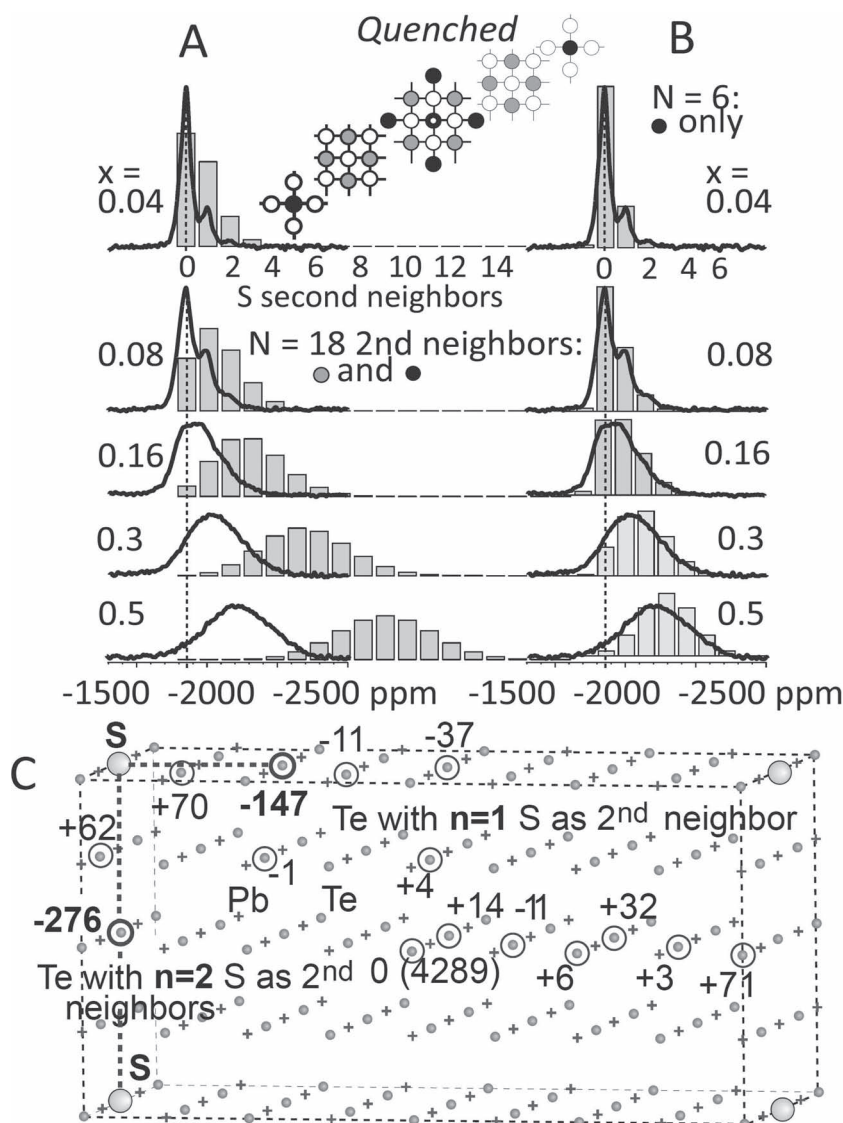 A
Quenched
B
N = 6:
● only
x =
0.04
x =
0.04
0 2 4 6 8 10 12 14
0 2 4 6
S second neighbors
0.08
N = 18 2nd neighbors:
and
0.08
0.16
0.16
0.3
0.3
0.5
0.5
-1500 -2000 -2500 ppm -1500 -2000 -2500 ppm
C
S
-11
-37
+70
-147
Te with n=1 S as 2nd neighbor
+62
-1
+4
Pb Te
-276
+14 -11 +32
Te with n=2 S as 2nd
neighbors
0 (4289)
+6
+3
+71
S